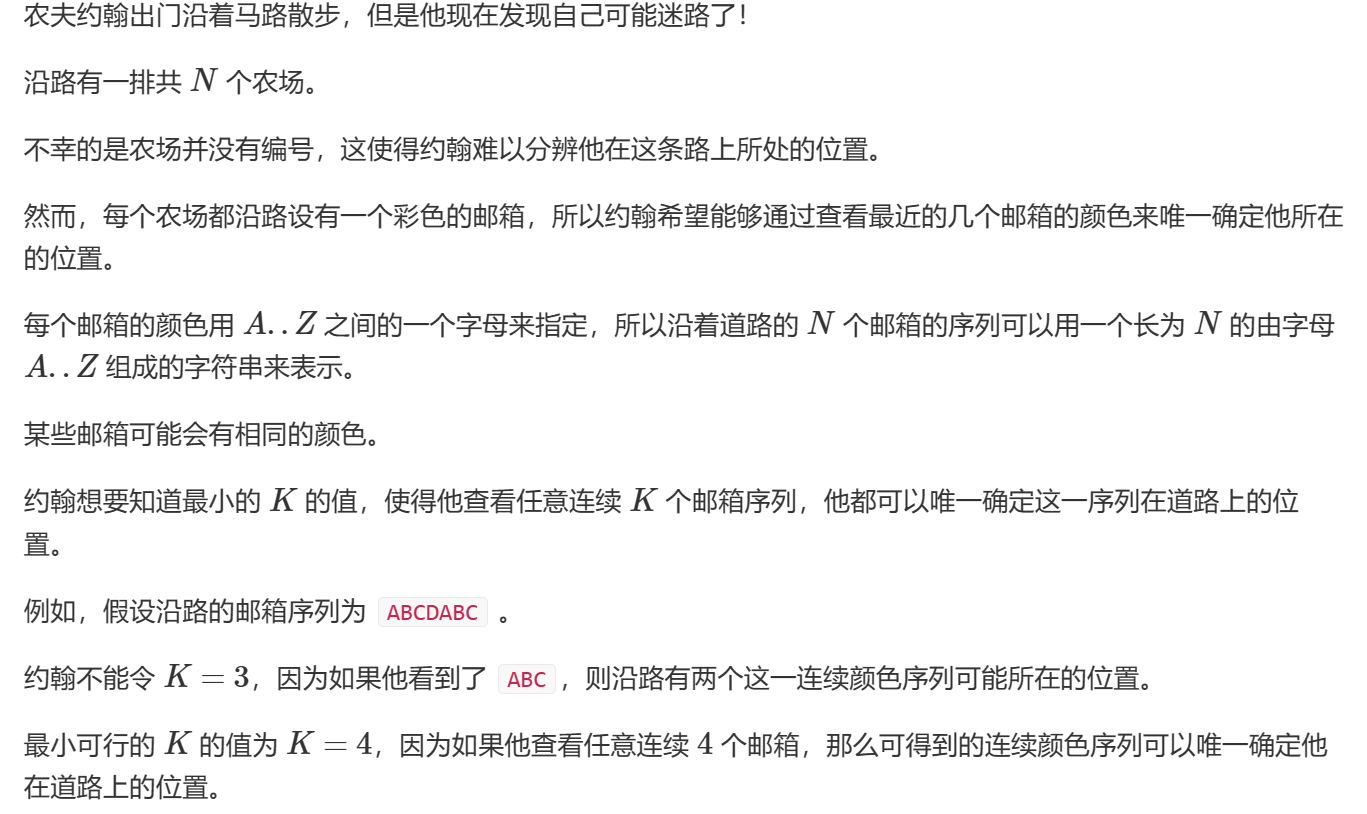 农夫约翰出门沿着马路散步，但是他现在发现自己可能迷路了！
沿路有一排共 N 个农场。
不幸的是农场并没有编号，这使得约翰难以分辨他在这条路上所处的位置。
然而，每个农场都沿路设有一个彩色的邮箱，所以约翰希望能够通过查看最近的几个邮箱的颜色来唯一确定他所在
的位置。
每个邮箱的颜色用 A..Z 之间的一个字母来指定，所以沿着道路的 N 个邮箱的序列可以用一个长为 N 的由字母
A..Z 组成的字符串来表示。
某些邮箱可能会有相同的颜色。
约翰想要知道最小的 K 的值，使得他查看任意连续 K 个邮箱序列，他都可以唯一确定这一序列在道路上的位
置。
例如，假设沿路的邮箱序列为 ABCDABC 。
约翰不能令 K = 3，因为如果他看到了 ABC ，则沿路有两个这一连续颜色序列可能所在的位置。
最小可行的 K 的值为 K = 4，因为如果他查看任意连续 4 个邮箱，那么可得到的连续颜色序列可以唯一确定他
在道路上的位置。